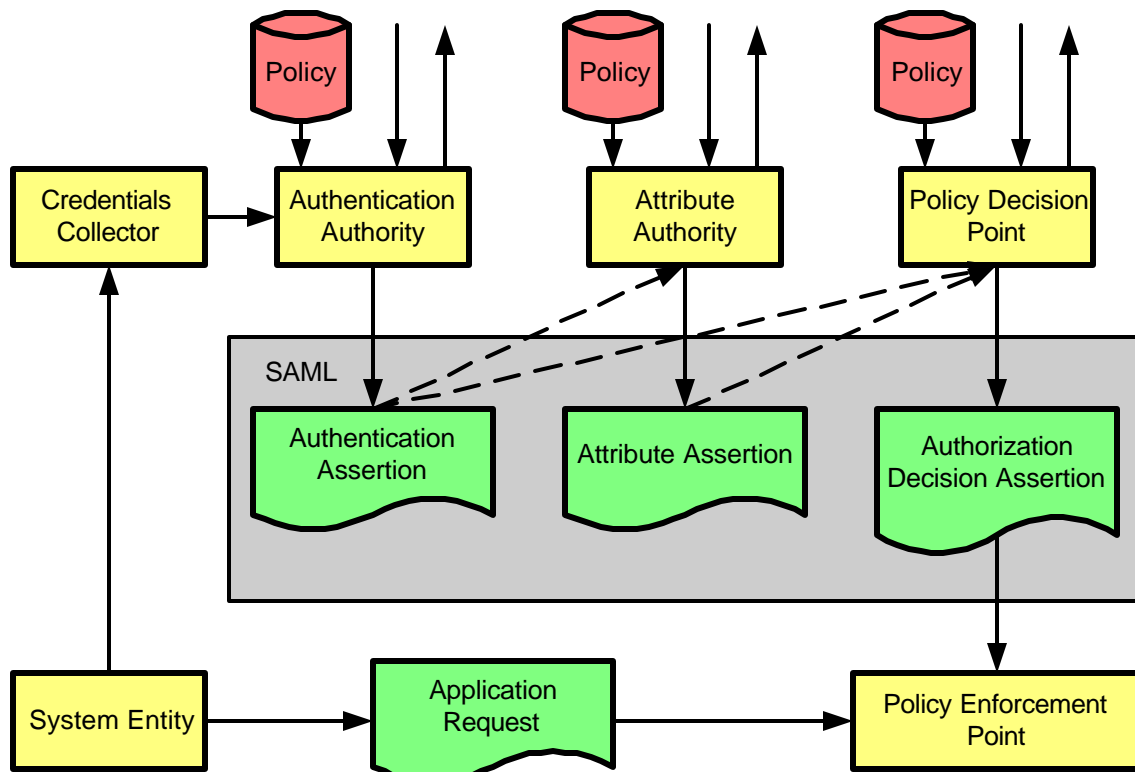 Policy
Policy
Policy
Credentials
Collector
Authentication
Authority
Attribute
Authority
Policy Decision
Point
SAML
Authentication
Assertion
Attribute Assertion
Authorization
Decision Assertion
System Entity
Application
Request
Policy Enforcement
Point